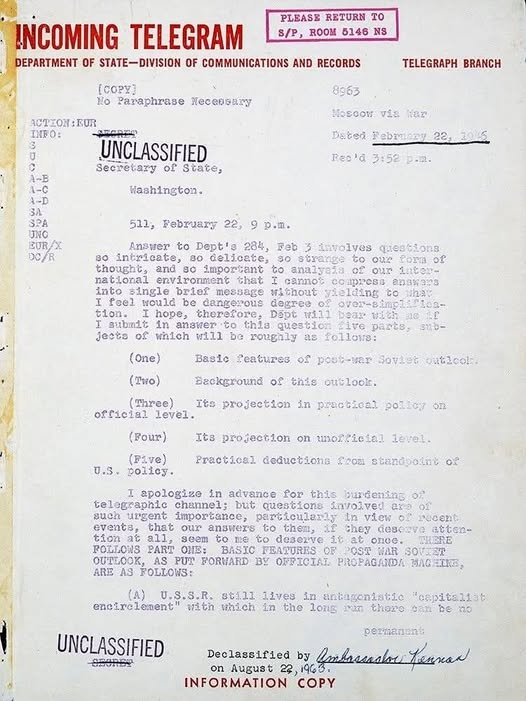 PLEASE RETURN TO
S/P, ROOM 5146 NS
INCOMING TELEGRAM
DEPARTMENT OF STATE—DIVISION OF COMMUNICATIONS AND RECORDS TELEGRAPH BRANCH
[COPY] 8963
No Paraphrase Necessary
Moscow via War
ACTION:EUR
INFO: SECRET Dated February 22, 1946
S
U UNCLASSIFIED Rec'd 3:52 p.m.
C Secretary of State,
A-B
A-C Washington.
A-D
SA
SPA 511, February 22, 9 p.m.
UNO
EUR/X Answer to Dept's 284, Feb 3 involves questions
DC/R so intricate, so delicate, so strange to our form of
thought, and so important to analysis of our inter-
national environment that I cannot compress answers
into single brief message without yielding to what
I feel would be dangerous degree of over-simplifica-
tion. I hope, therefore, Dept will bear with me if
I submit in answer to this question five parts, sub-
jects of which will be roughly as follows:
(One) Basic features of post-war Soviet outlook.
(Two) Background of this outlook.
(Three) Its projection in practical policy on
official level.
(Four) Its projection on unofficial level.
(Five) Practical deductions from standpoint of
U.S. policy.
I apologize in advance for this burdening of
telegraphic channel; but questions involved are of
such urgent importance, particularly in view of recent
events, that our answers to them, if they deserve atten-
tion at all, seem to me to deserve it at once. THERE
FOLLOWS PART ONE: BASIC FEATURES OF POST WAR SOVIET
OUTLOOK, AS PUT FORWARD BY OFFICIAL PROPAGANDA MACHINE,
ARE AS FOLLOWS:
(A) U.S.S.R. still lives in antagonistic "capitalist
encirclement" with which in the long run there can be no
permanent
UNCLASSIFIED
SECRET
Declassified by Ambassador Kennan
on August 22, 1963.
INFORMATION COPY